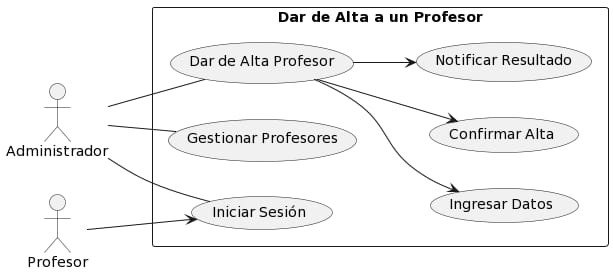 Dar de Alta a un Profesor
Dar de Alta Profesor
Notificar Resultado
Gestionar Profesores
Confirmar Alta
Administrador
Iniciar Sesión
Ingresar Datos
Profesor